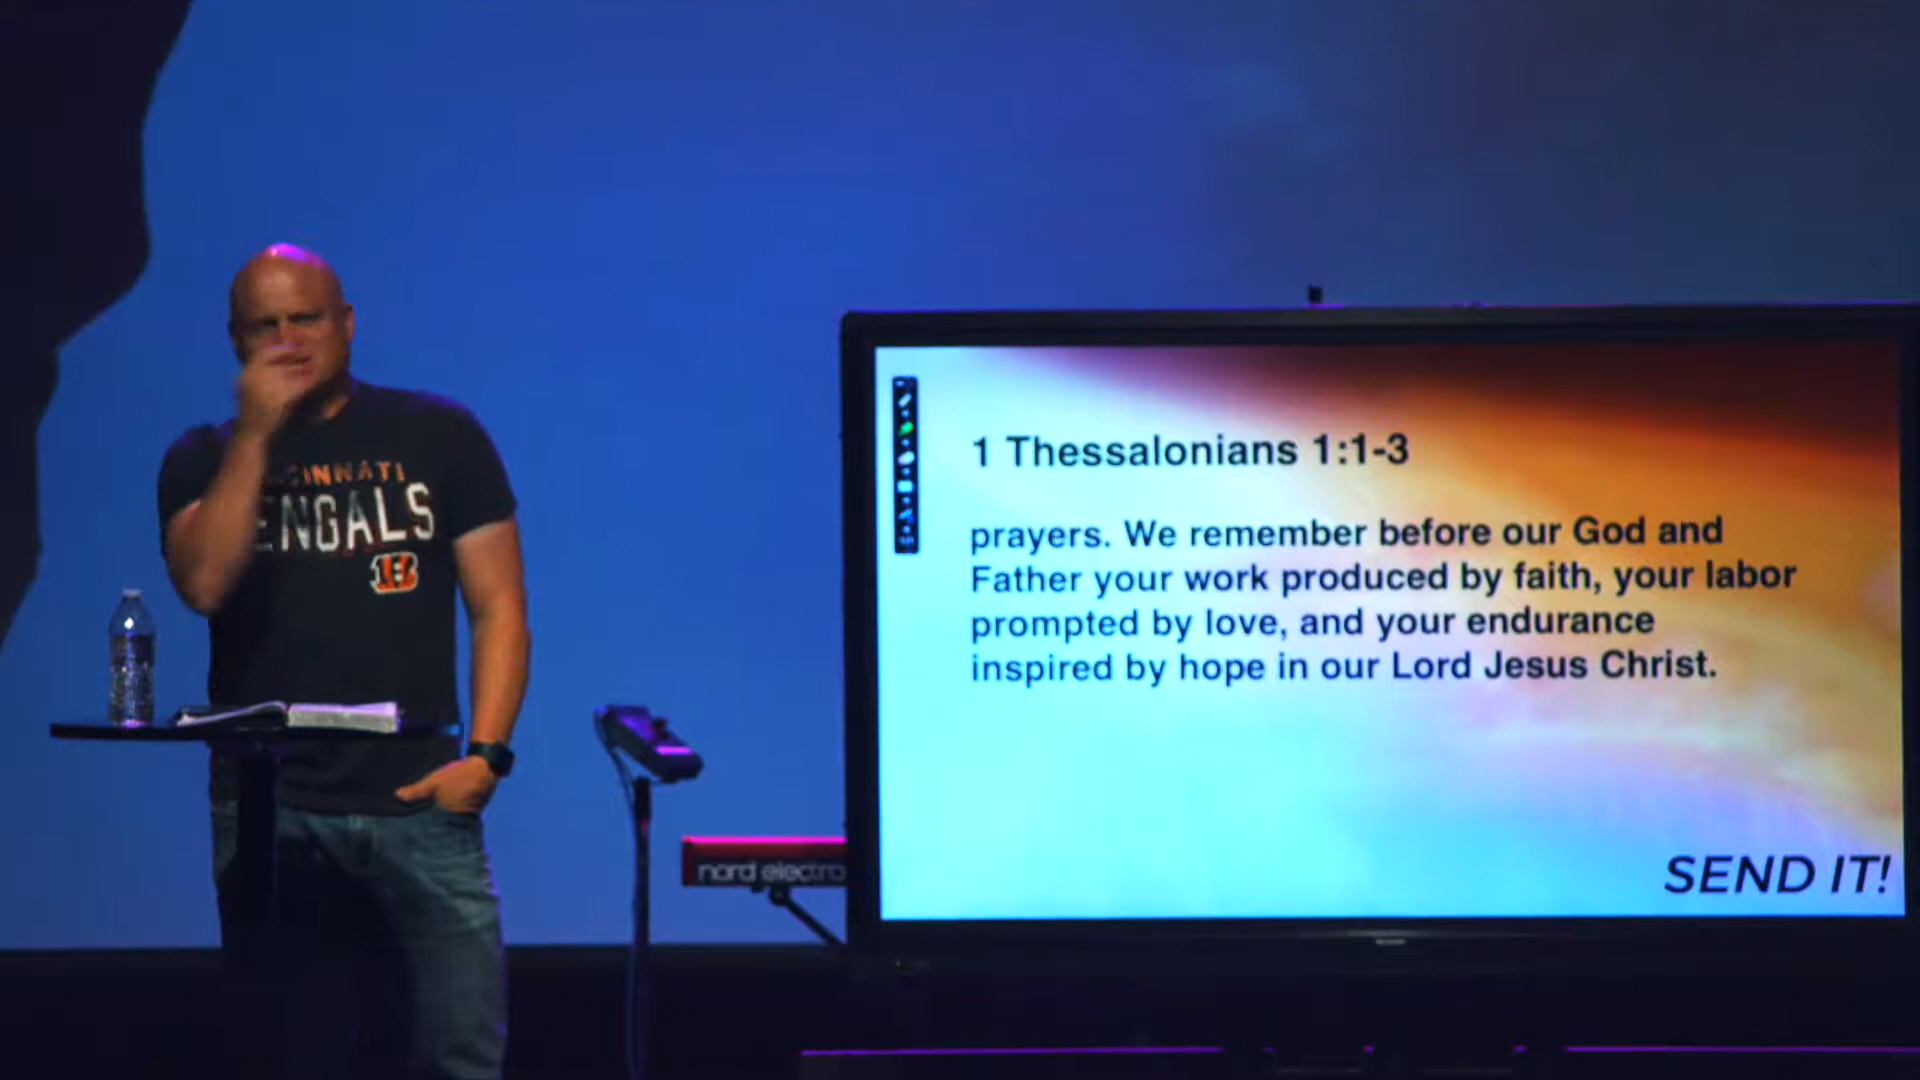 CINNATI
ENGALS
B
nord electro
1 Thessalonians 1:1-3
prayers. We remember before our God and
Father your work produced by faith, your labor
prompted by love, and your endurance
inspired by hope in our Lord Jesus Christ.
SEND IT!